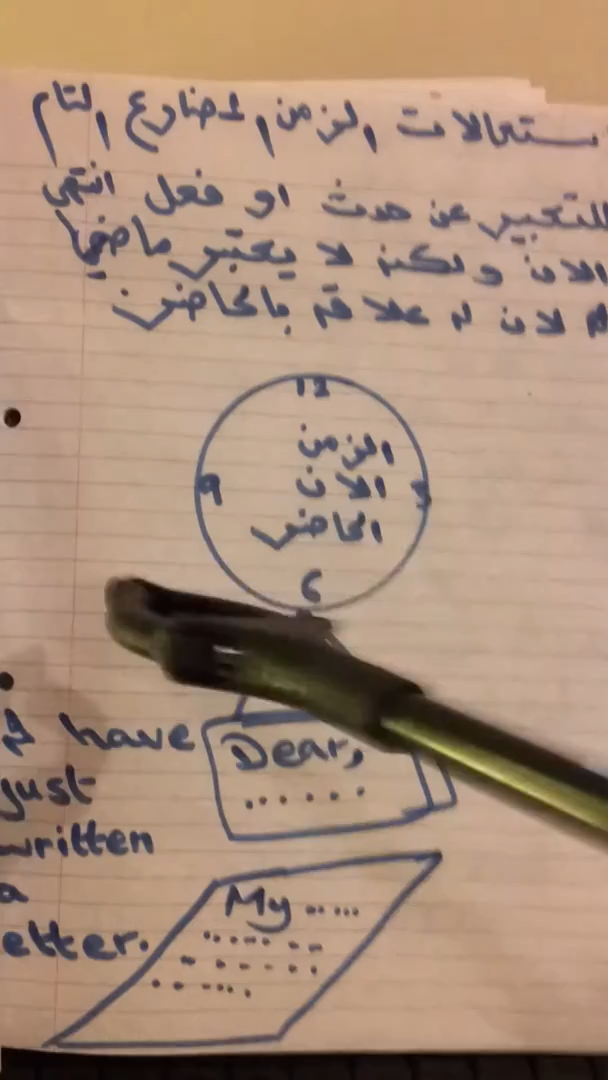 ستعمالات الزمن المضارع التام
للتعبير عن حدث او فعل انتهى
الان ولكن لا يعتبر ماضيا
لان له علاقه بالحاضر.
12
الزمن
9 الان 3
الحاضر
6
I have
just
written
a
etter.
Dear,
......
My .....